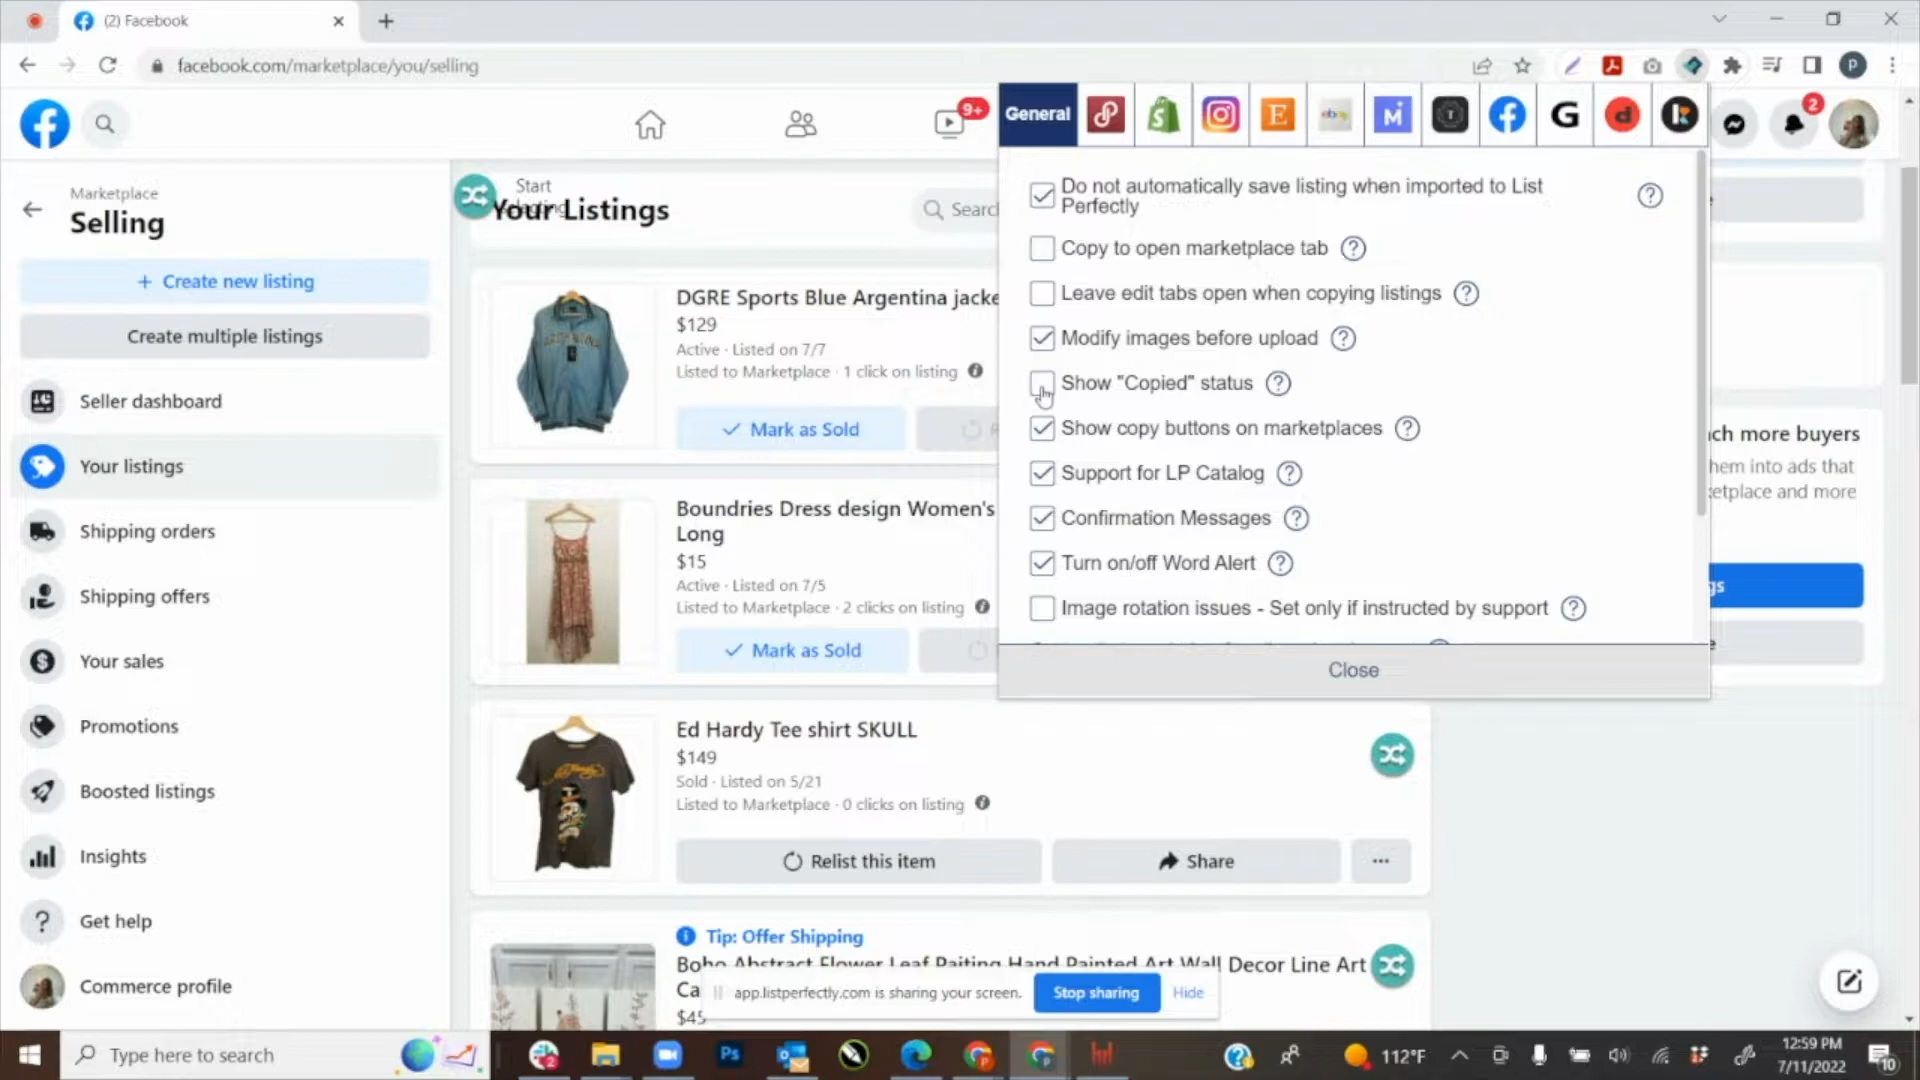 (2) Facebook
facebook.com/marketplace/you/selling
P
9+
2
General
G
ebay
Marketplace
Selling
+ Create new listing
Create multiple listings
Seller dashboard
Your listings
Shipping orders
Shipping offers
Your sales
Promotions
Boosted listings
Insights
Get help
Commerce profile
Start
Your Listings
Search
DGRE Sports Blue Argentina jacke
$129
Active · Listed on 7/7
Listed to Marketplace · 1 click on listing
Mark as Sold
Boundries Dress design Women's
Long
$15
Active · Listed on 7/5
Listed to Marketplace · 2 clicks on listing
Mark as Sold
Ed Hardy Tee shirt SKULL
$149
Sold · Listed on 5/21
Listed to Marketplace · 0 clicks on listing
Relist this item
Share
Tip: Offer Shipping
Boho Abstract Flower Leaf Paiting Hand Painted Art Wall Decor Line Art
Ca
$45
Do not automatically save listing when imported to List
Perfectly
Copy to open marketplace tab
Leave edit tabs open when copying listings
Modify images before upload
Show "Copied" status
Show copy buttons on marketplaces
Support for LP Catalog
Confirmation Messages
Turn on/off Word Alert
Image rotation issues - Set only if instructed by support
Close
ch more buyers
hem into ads that
etplace and more
gs
app.listperfectly.com is sharing your screen.
Stop sharing
Hide
Type here to search
Ps
112°F
12:59 PM
7/11/2022
10